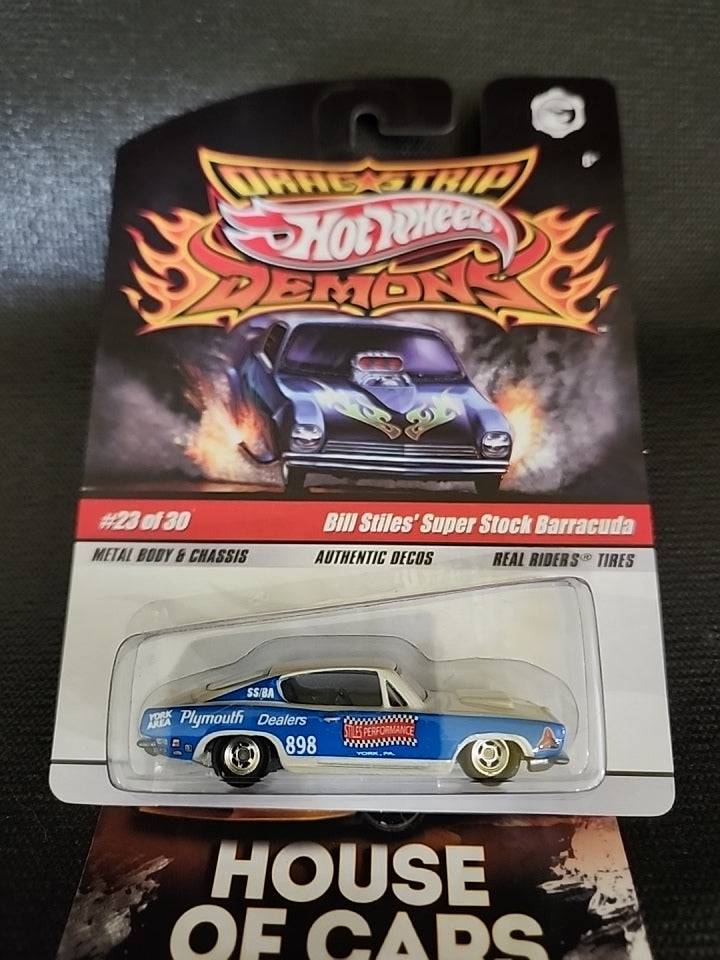 DRAG STRIP
Hot Wheels
DEMONS
#23 of 30 Bill Stiles' Super Stock Barracuda
METAL BODY & CHASSIS AUTHENTIC DECOS REAL RIDERS® TIRES
SS/BA
YORK AREA Plymouth Dealers
898
STILES PERFORMANCE
YORK, PA.
HOUSE
OF CARS